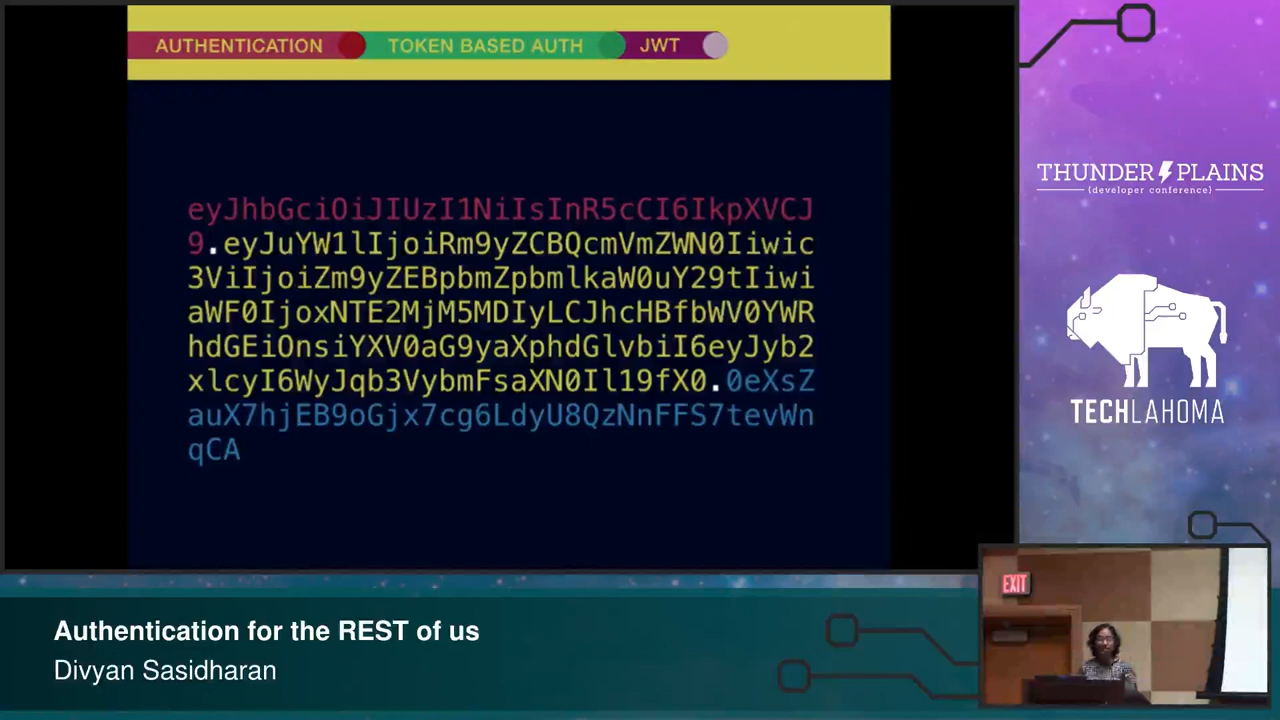 AUTHENTICATION TOKEN BASED AUTH JWT
eyJhbGciOiJIUzI1NiIsInR5cCI6IkpXVCJ
9.eyJuYW1lIjoiRm9yZCBQcmVmZWN0Iiwic
3ViIjoiZm9yZEBpbmZpbmlkaW0uY29tIiwi
aWF0IjoxNTE2MjM5MDIyLCJhcHBfbWV0YWR
hdGEiOnsiYXV0aG9yaXphdGlvbiI6eyJyb2
xlcyI6WyJqb3VybmFsaXN0Il19fX0.0eXsZ
auX7hjEB9oGjx7cg6LdyU8QzNnFFS7tevWn
qCA
THUNDER PLAINS
{developer conference}
TECHLAHOMA
EXIT
Authentication for the REST of us
Divyan Sasidharan